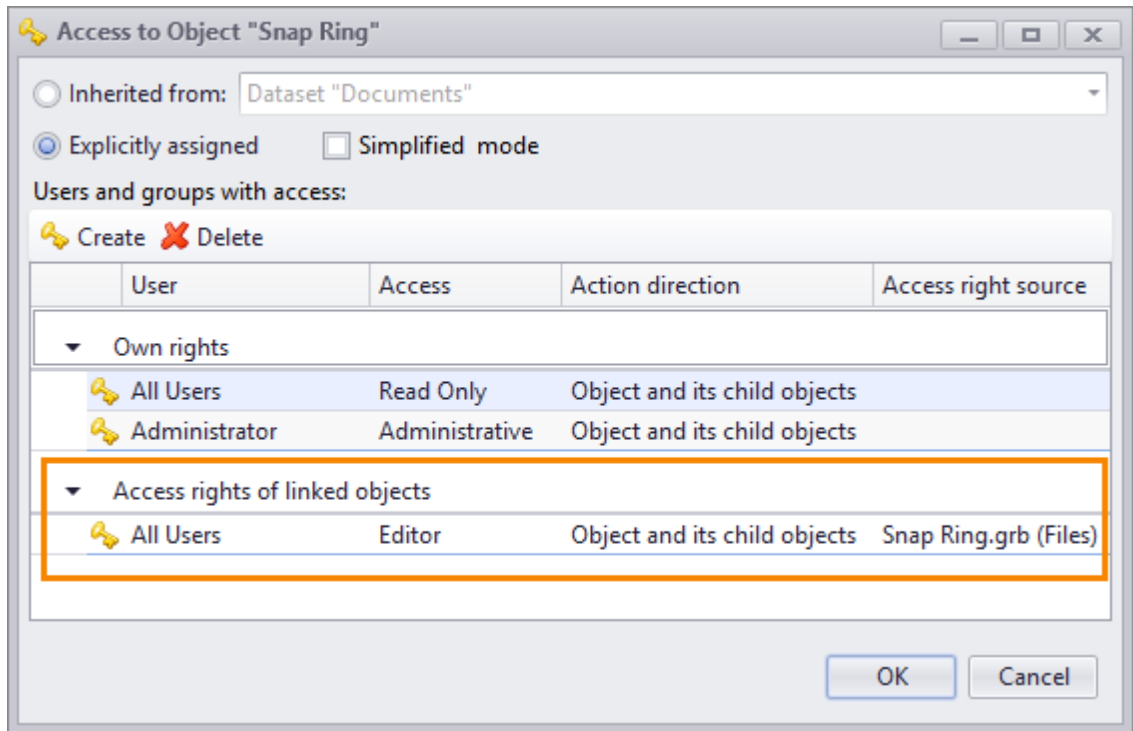 Access to Object "Snap Ring"
Inherited from: Dataset "Documents"
Explicitly assigned Simplified mode
Users and groups with access:
Create Delete
User Access Action direction Access right source
Own rights
All Users Read Only Object and its child objects
Administrator Administrative Object and its child objects
Access rights of linked objects
All Users Editor Object and its child objects Snap Ring.grb (Files)
OK Cancel